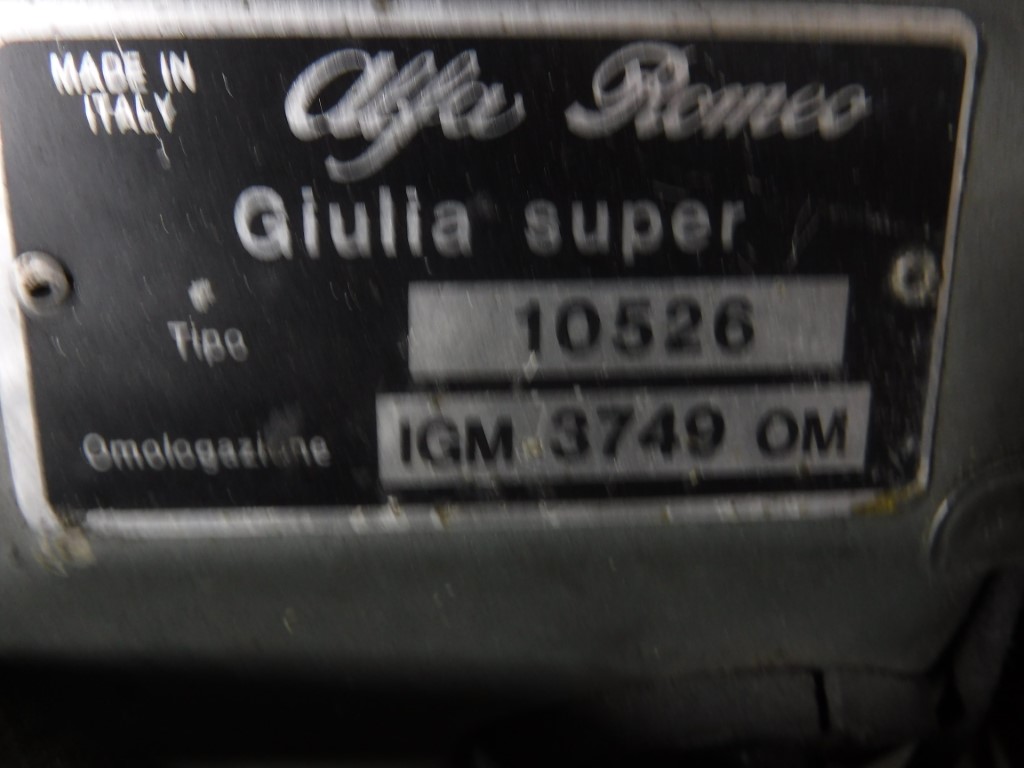 MADE IN
ITALY
Alfa Romeo
Giulia super
Tipo 10526
Omologazione IGM 3749 OM